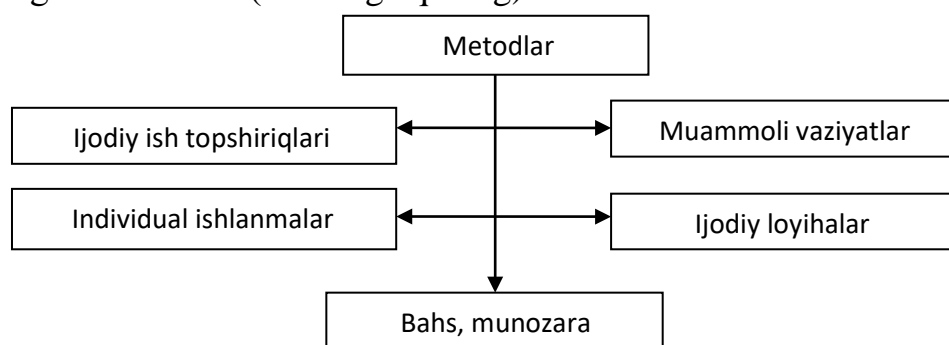 Metodlar
Ijodiy ish topshiriqlari
Muammoli vaziyatlar
Individual ishlanmalar
Ijodiy loyihalar
Bahs, munozara